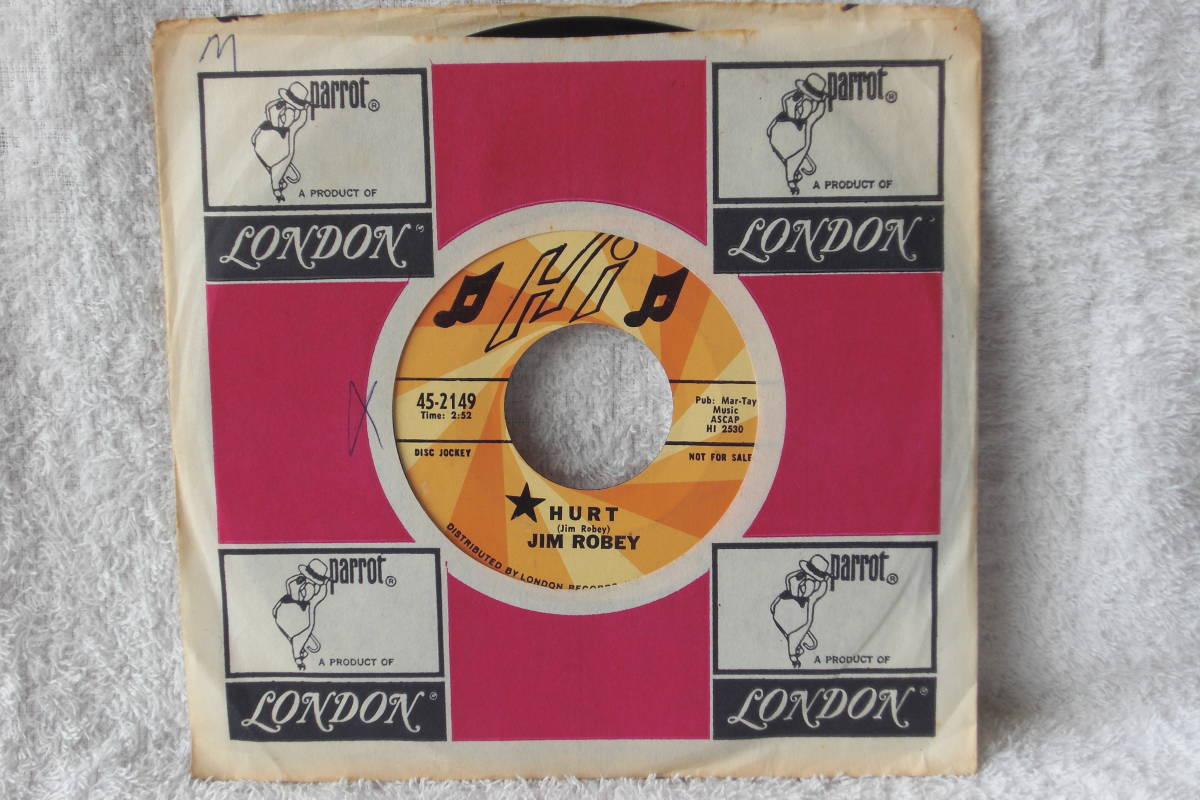 M
parrot®
A PRODUCT OF
LONDON®
parrot®
A PRODUCT OF
LONDON
Hi
45-2149
Time: 2:52
DISC JOCKEY
Pub: Mar-Tay
Music
ASCAP
HI 2530
NOT FOR SALE
★ HURT
(Jim Robey)
JIM ROBEY
DISTRIBUTED BY LONDON RECORDS
parrot®
A PRODUCT OF
LONDON®
parrot®
A PRODUCT OF
LONDON®